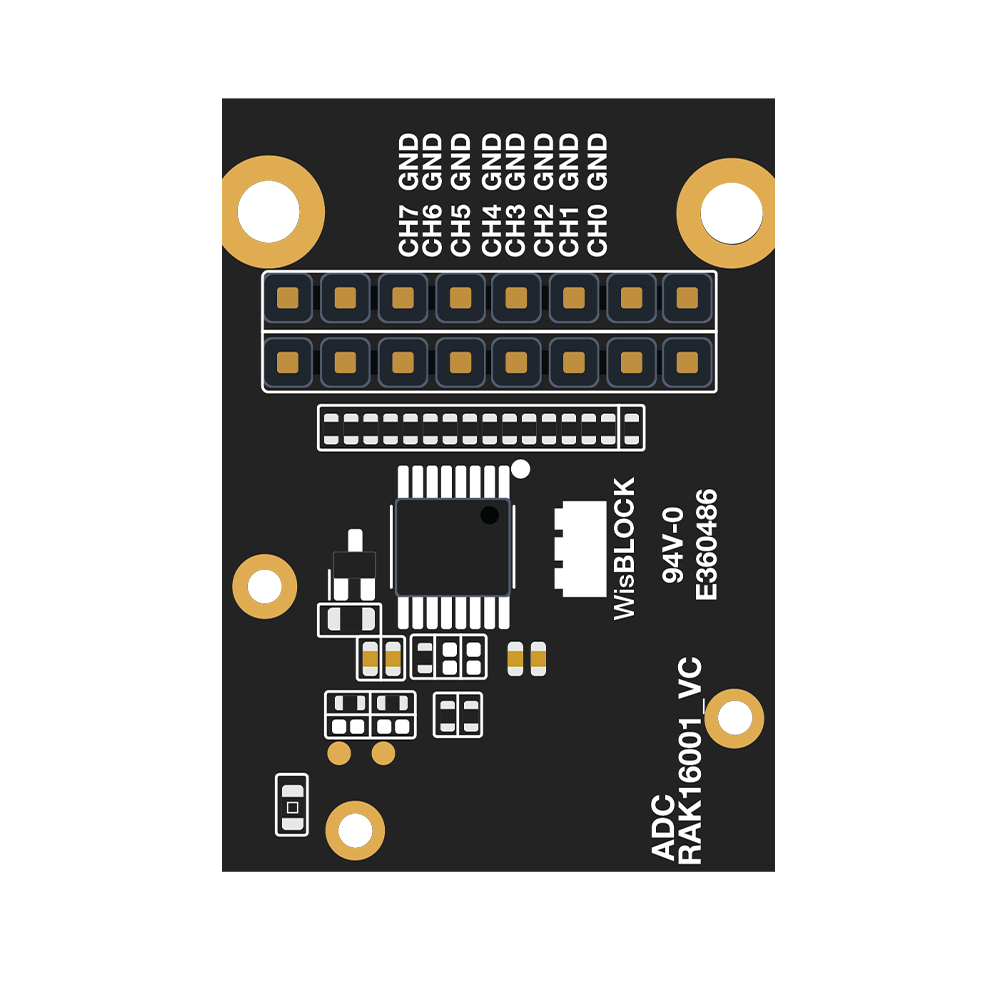 CH7 GND
CH6 GND
CH5 GND
CH4 GND
CH3 GND
CH2 GND
CH1 GND
CH0 GND
WisBLOCK
94V-0
E360486
ADC
RAK16001_VC